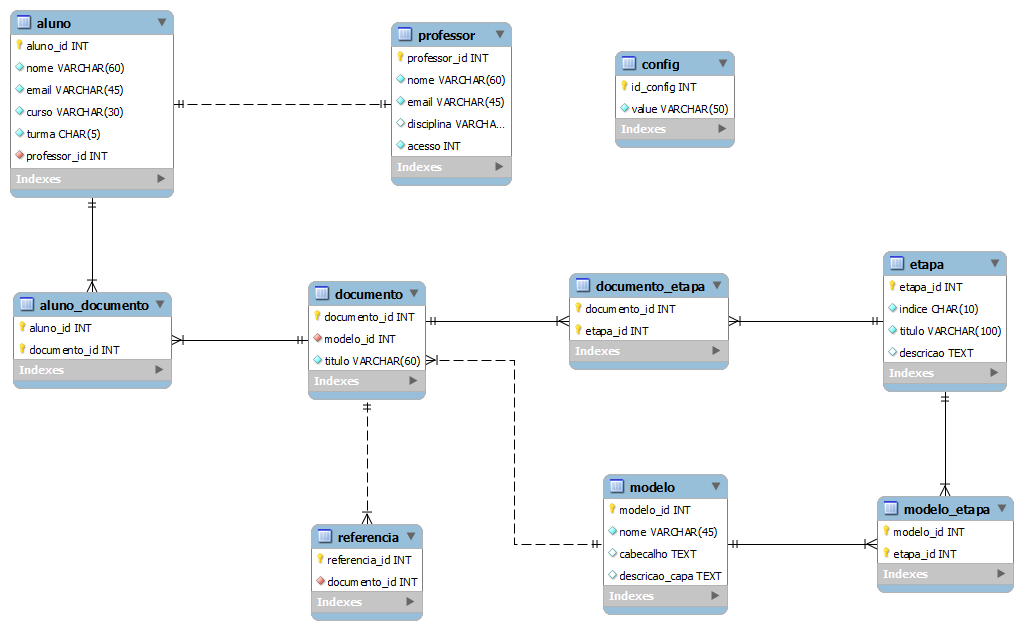 aluno
aluno_id INT
nome VARCHAR(60)
email VARCHAR(45)
curso VARCHAR(30)
turma CHAR(5)
professor_id INT
Indexes
professor
professor_id INT
nome VARCHAR(60)
email VARCHAR(45)
disciplina VARCHA...
acesso INT
Indexes
config
id_config INT
value VARCHAR(50)
Indexes
aluno_documento
aluno_id INT
documento_id INT
Indexes
documento
documento_id INT
modelo_id INT
titulo VARCHAR(60)
Indexes
documento_etapa
documento_id INT
etapa_id INT
Indexes
etapa
etapa_id INT
indice CHAR(10)
titulo VARCHAR(100)
descricao TEXT
Indexes
referencia
referencia_id INT
documento_id INT
Indexes
modelo
modelo_id INT
nome VARCHAR(45)
cabecalho TEXT
descricao_capa TEXT
Indexes
modelo_etapa
modelo_id INT
etapa_id INT
Indexes